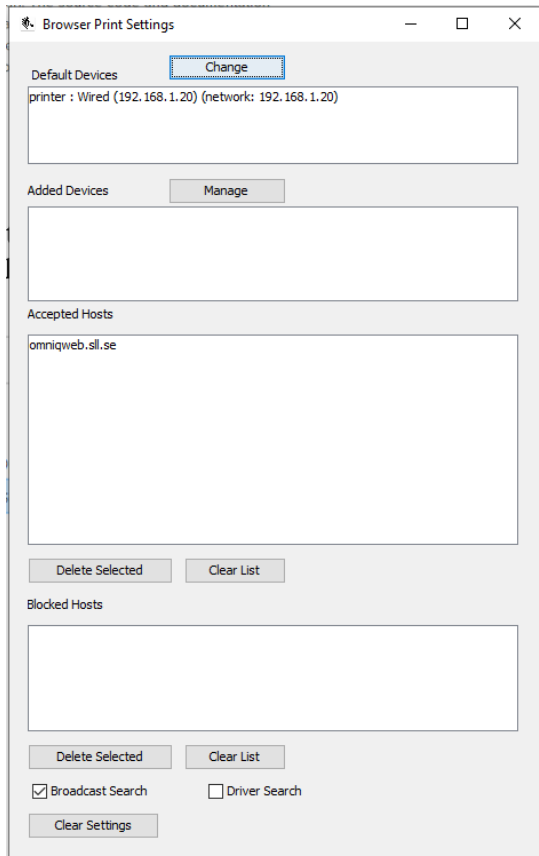 Browser Print Settings
Default Devices
Change
printer : Wired (192.168.1.20) (network: 192.168.1.20)
Added Devices
Manage
Accepted Hosts
omniqweb.sll.se
Delete Selected
Clear List
Blocked Hosts
Delete Selected
Clear List
Broadcast Search
Driver Search
Clear Settings